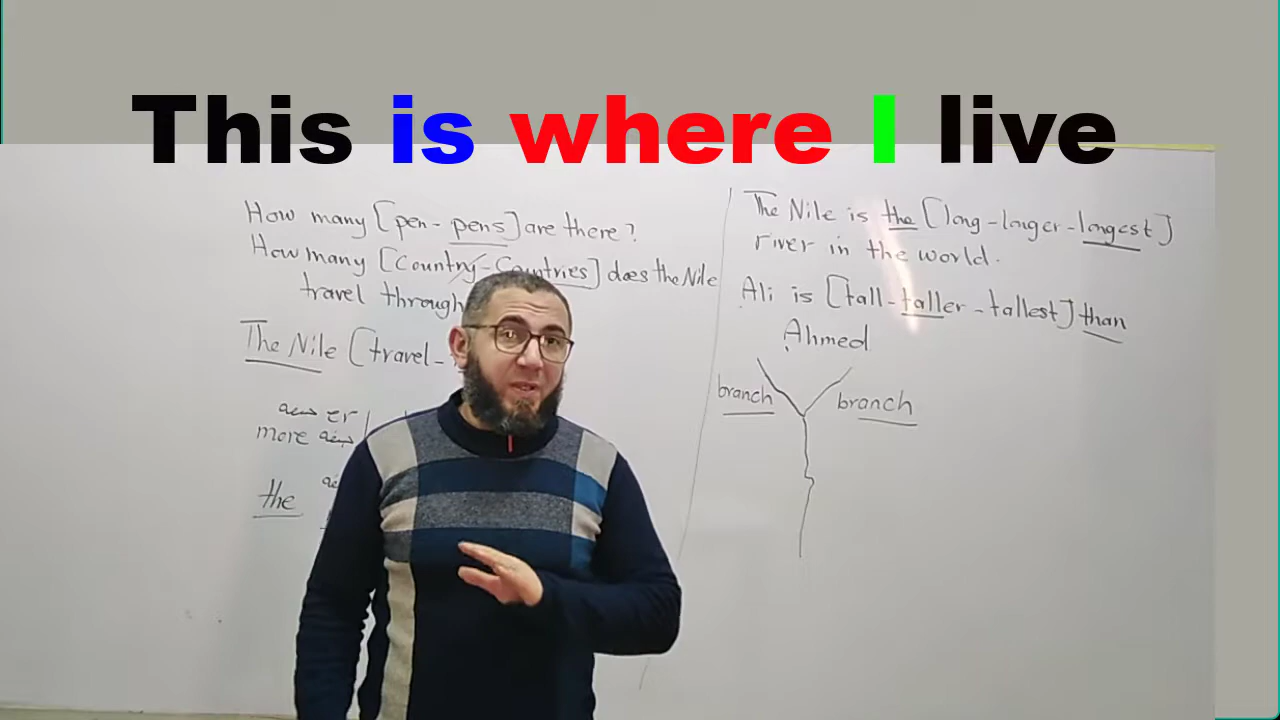 This is where I live
How many [pen - pens] are there?
How many [Country - Countries] does the Nile
travel through
The Nile [travel -
er
more
the
The Nile is the [long - longer - longest]
river in the world.
Ali is [tall - taller - tallest] than
Ahmed
branch branch